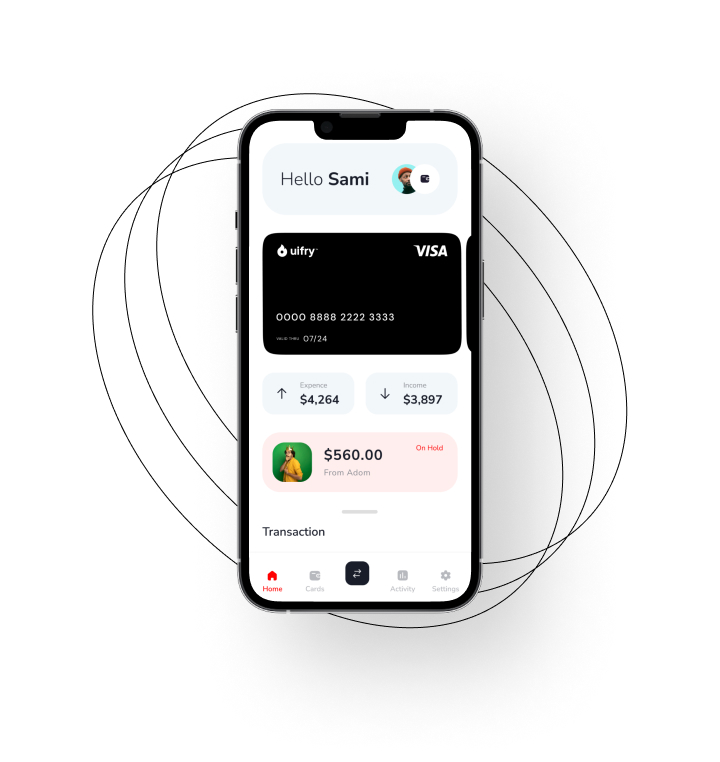 Hello Sami
uifry™
VISA
0000 8888 2222 3333
VALID THRU 07/24
Expence
$4,264
Income
$3,897
$560.00
On Hold
From Adom
Transaction
Home
Cards
Activity
Settings